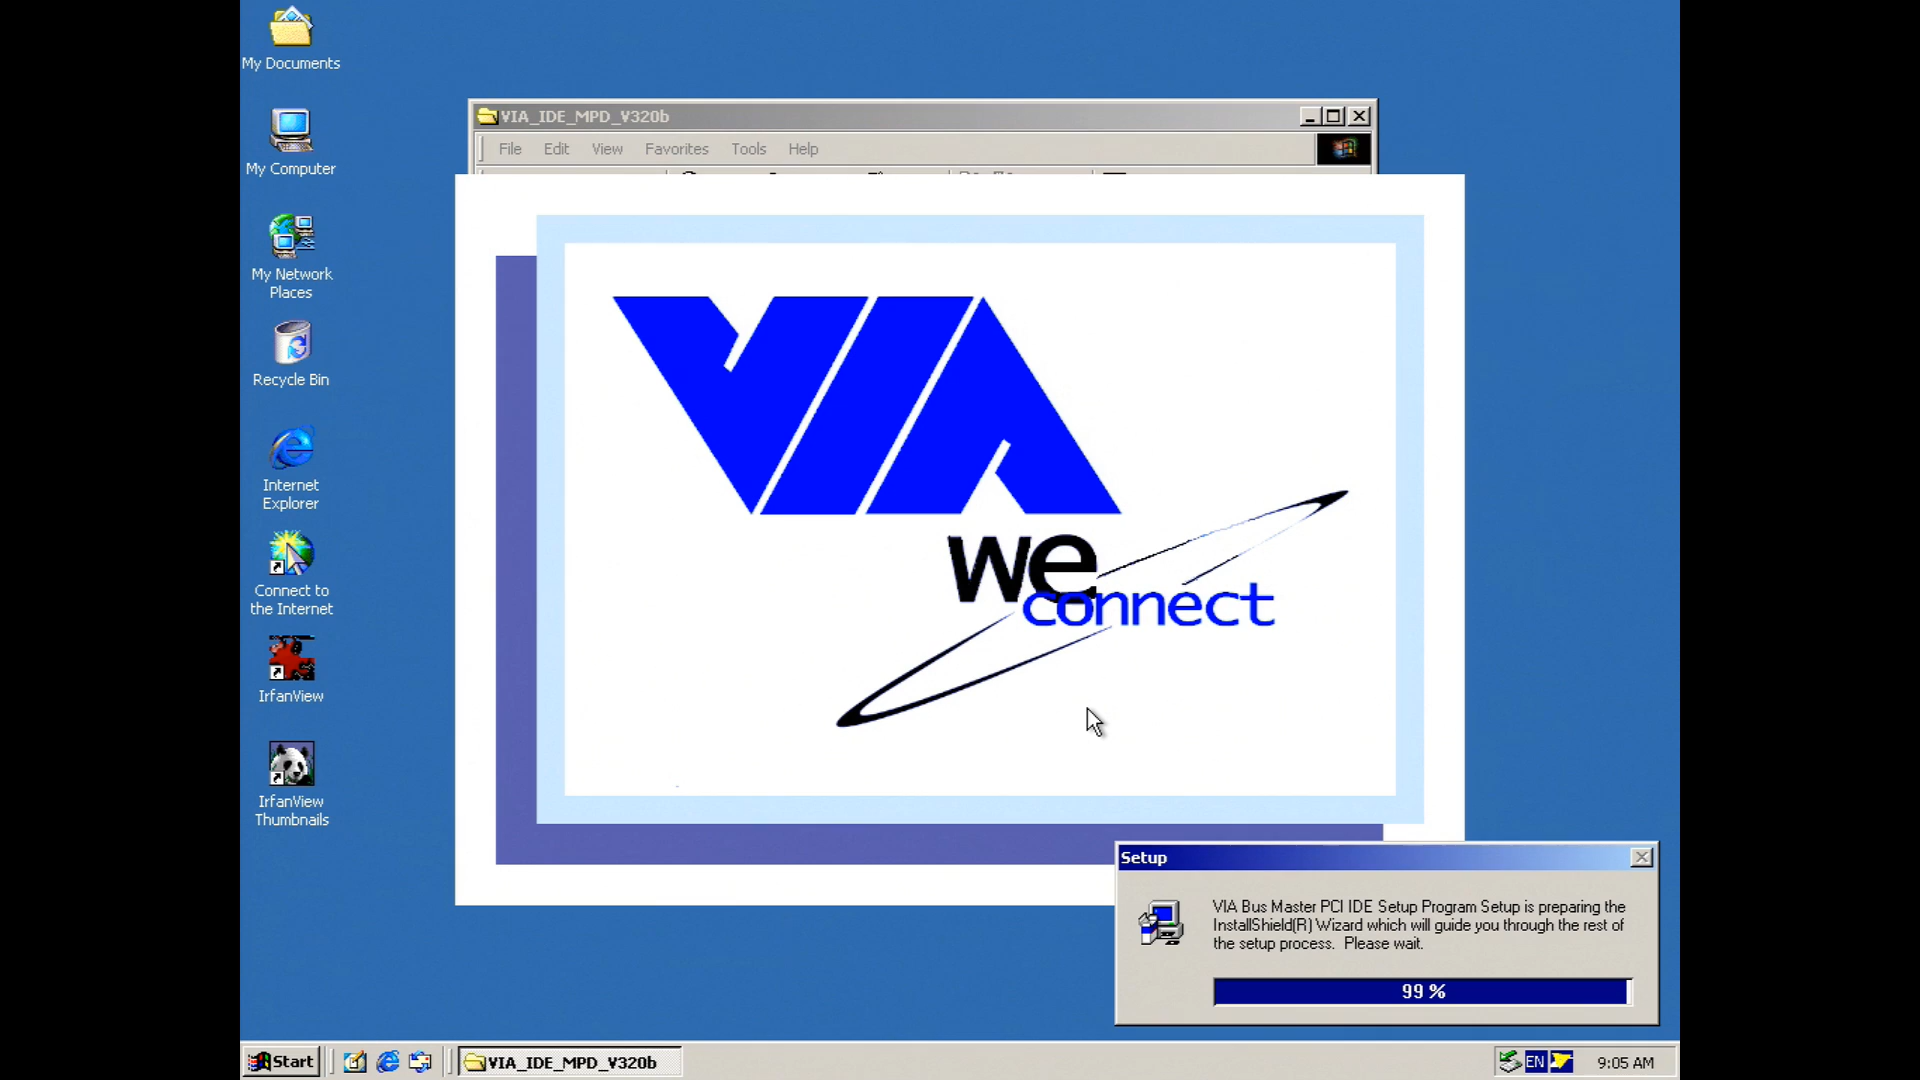 My Documents
My Computer
My Network
Places
Recycle Bin
Internet
Explorer
Connect to
the Internet
IrfanView
IrfanView
Thumbnails
VIA_IDE_MPD_V320b
File Edit View Favorites Tools Help
VIA
we
connect
Setup
VIA Bus Master PCI IDE Setup Program Setup is preparing the
InstallShield(R) Wizard which will guide you through the rest of
the setup process. Please wait.
99 %
Start
VIA_IDE_MPD_V320b
EN
9:05 AM